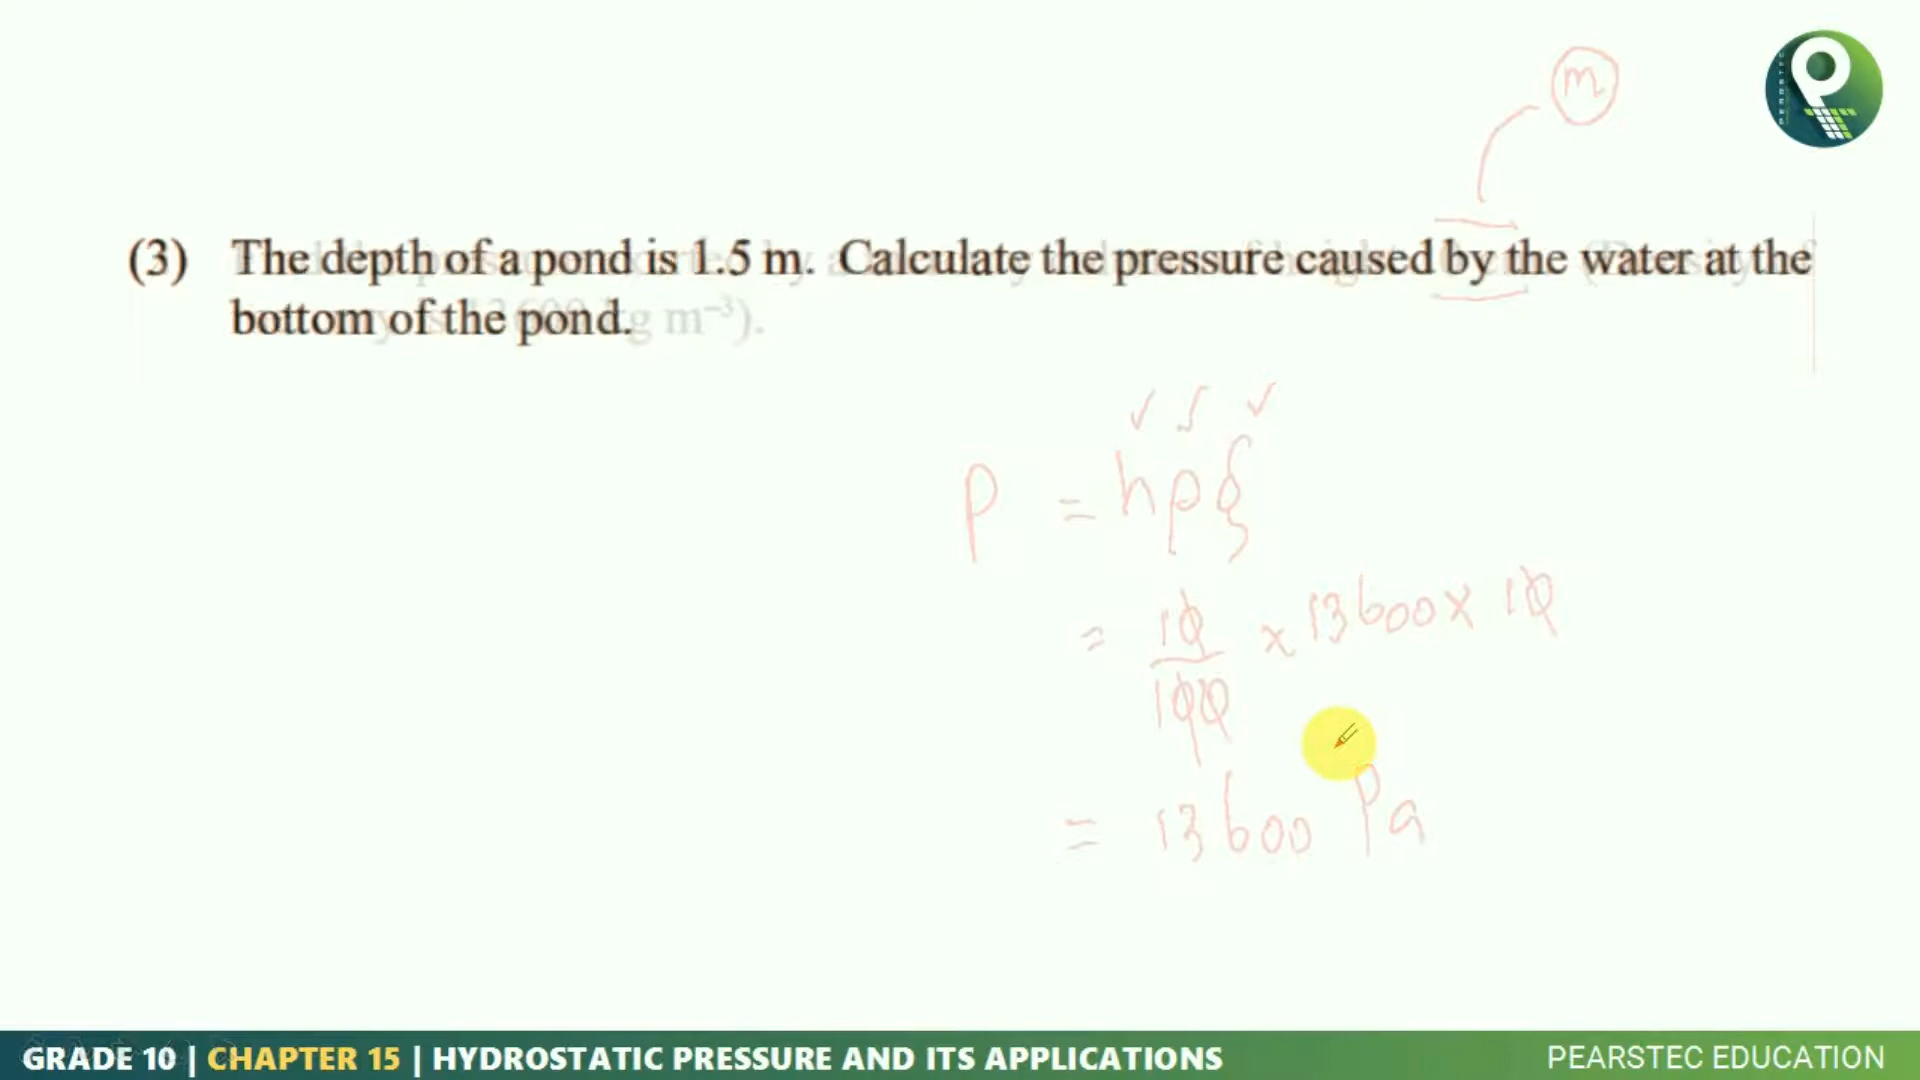 m
(3) The depth of a pond is 1.5 m. Calculate the pressure caused by the water at the
bottom of the pond.
kg m⁻³).
P = hρg
= 10/100 × 13600 × 10
= 13600 Pa
GRADE 10 | CHAPTER 15 | HYDROSTATIC PRESSURE AND ITS APPLICATIONS
PEARSTEC EDUCATION